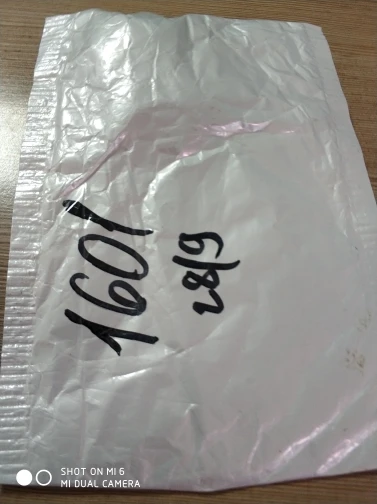 1601
28/9
SHOT ON MI 6
MI DUAL CAMERA